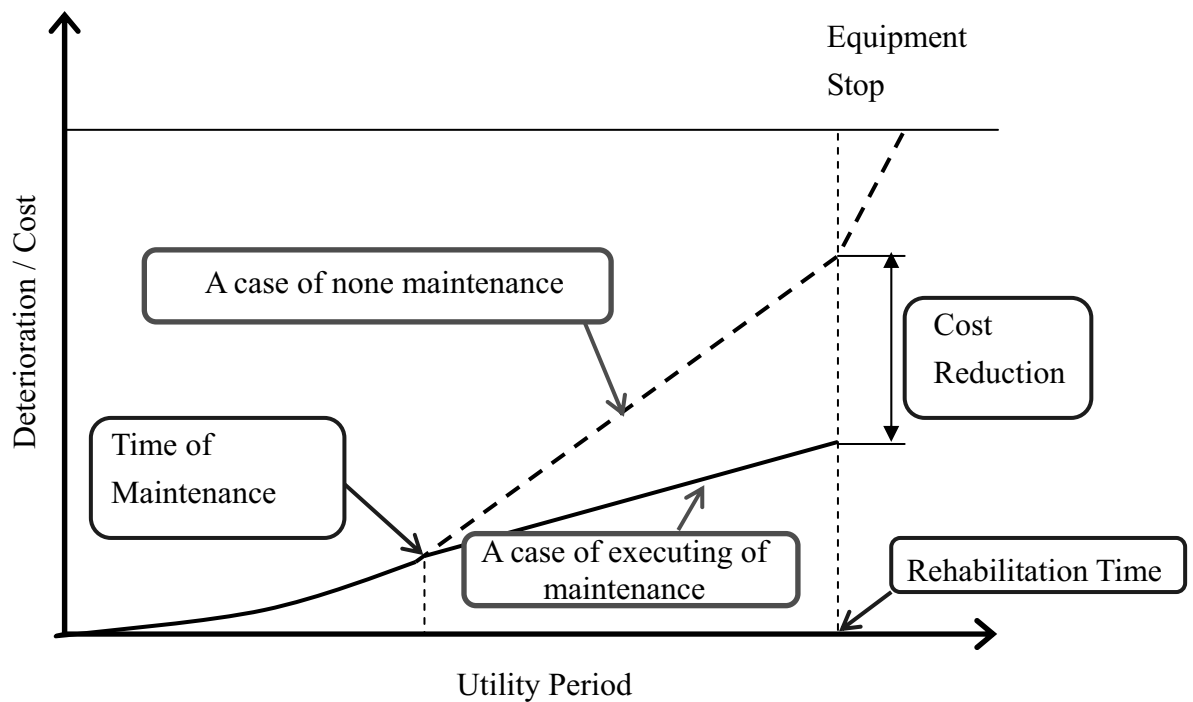 Equipment
Stop
Deterioration / Cost
A case of none maintenance
Cost
Reduction
Time of
Maintenance
A case of executing of
maintenance
Rehabilitation Time
Utility Period